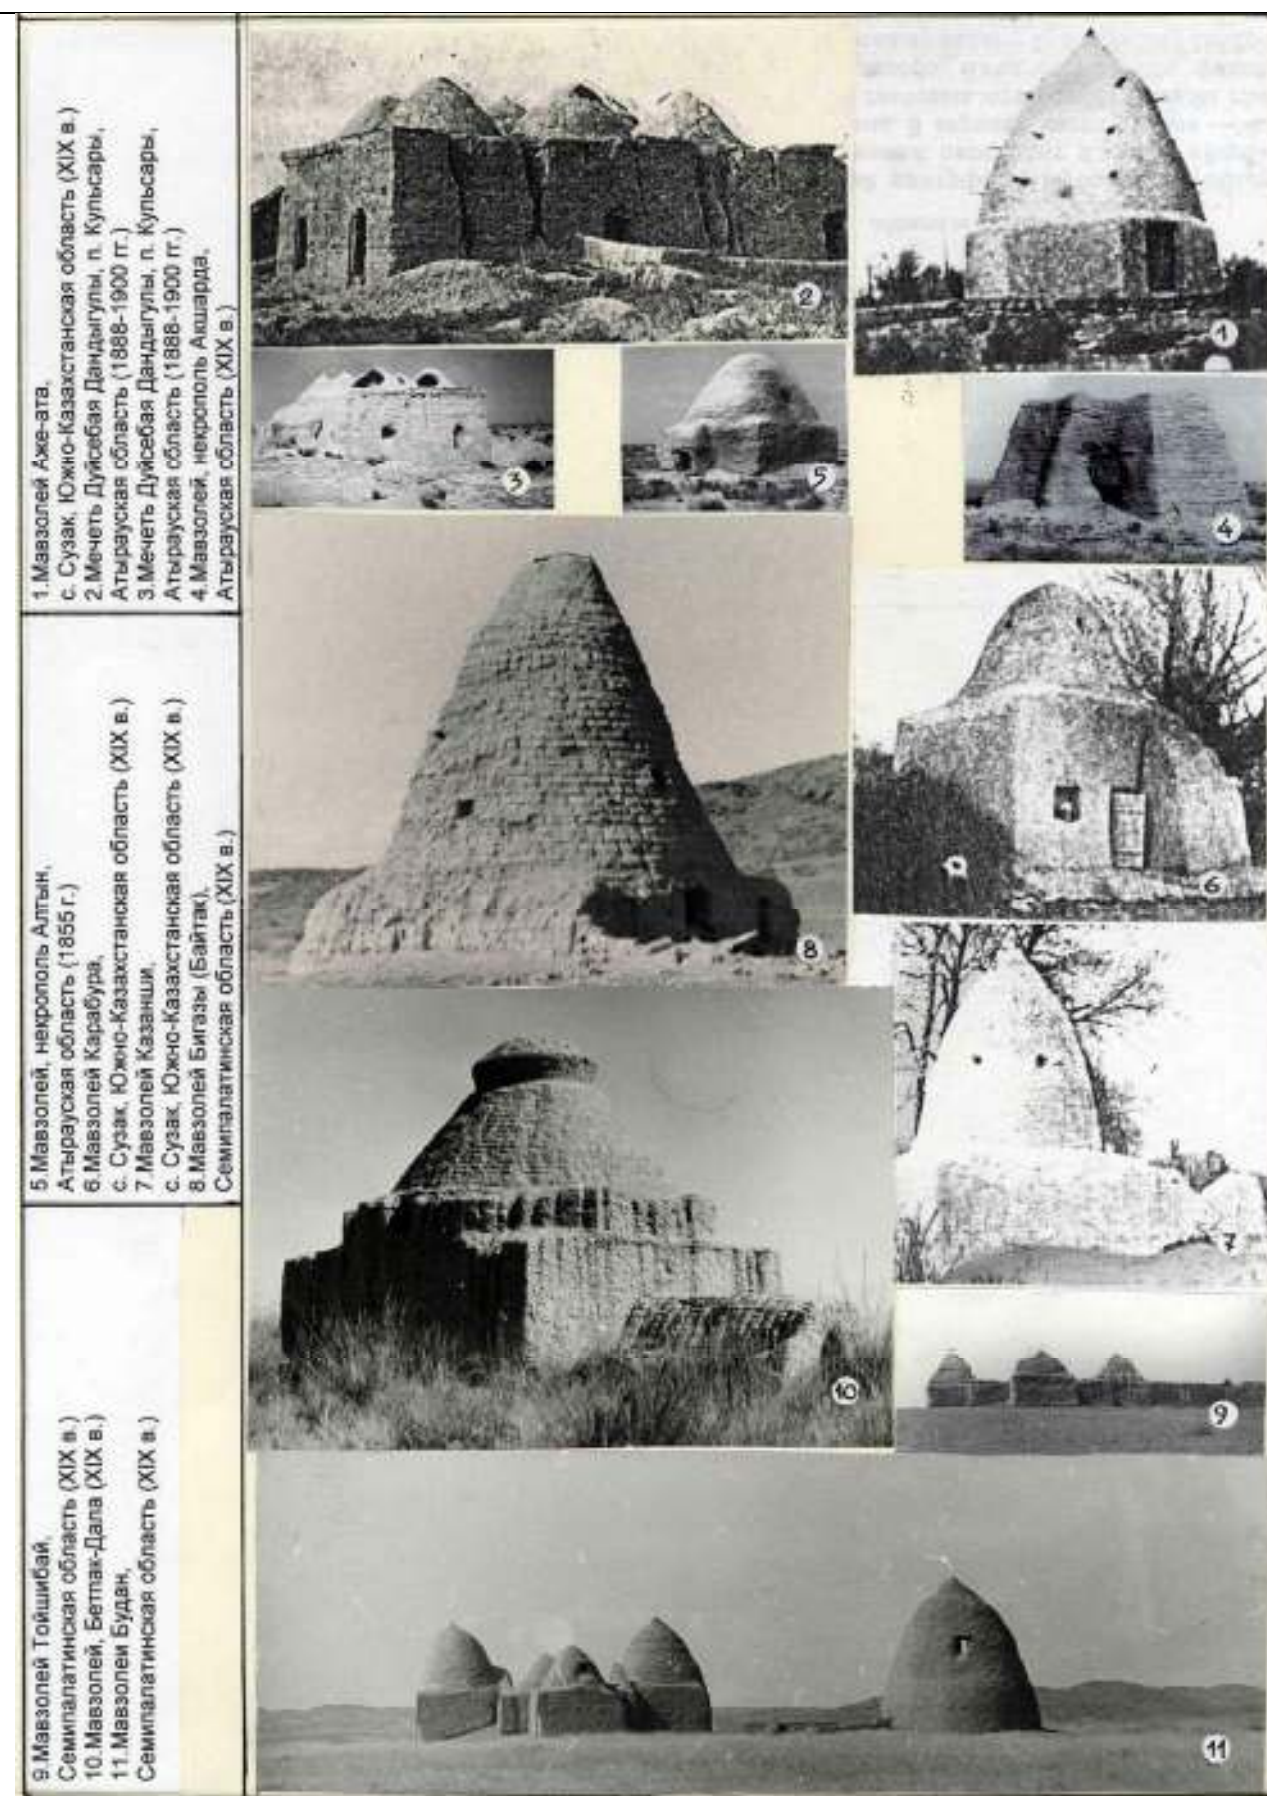 1.Мавзолей Аже-ата,
с. Сузак, Южно-Казахстанская область (XIX в.)
2.Мечеть Дуйсебая Дандыгулы, п. Кульсары,
Атырауская область (1888-1900 гг.)
3.Мечеть Дуйсебая Дандыгулы, п. Кульсары,
Атырауская область (1888-1900 гг.)
4.Мавзолей, некрополь Акшарда,
Атырауская область (XIX в.)
5.Мавзолей, некрополь Алтын,
Атырауская область (1855 г.)
6.Мавзолей Карабура,
с. Сузак, Южно-Казахстанская область (XIX в.)
7.Мавзолей Казанши,
с. Сузак, Южно-Казахстанская область (XIX в.)
8.Мавзолей Бигазы (Байтак),
Семипалатинская область (XIX в.)
9.Мавзолей Тойшибай,
Семипалатинская область (XIX в.)
10.Мавзолей, Бетпак-Дала (XIX в.)
11.Мавзолеи Будан,
Семипалатинская область (XIX в.)
2
1
3
5
4
8
6
7
10
9
11